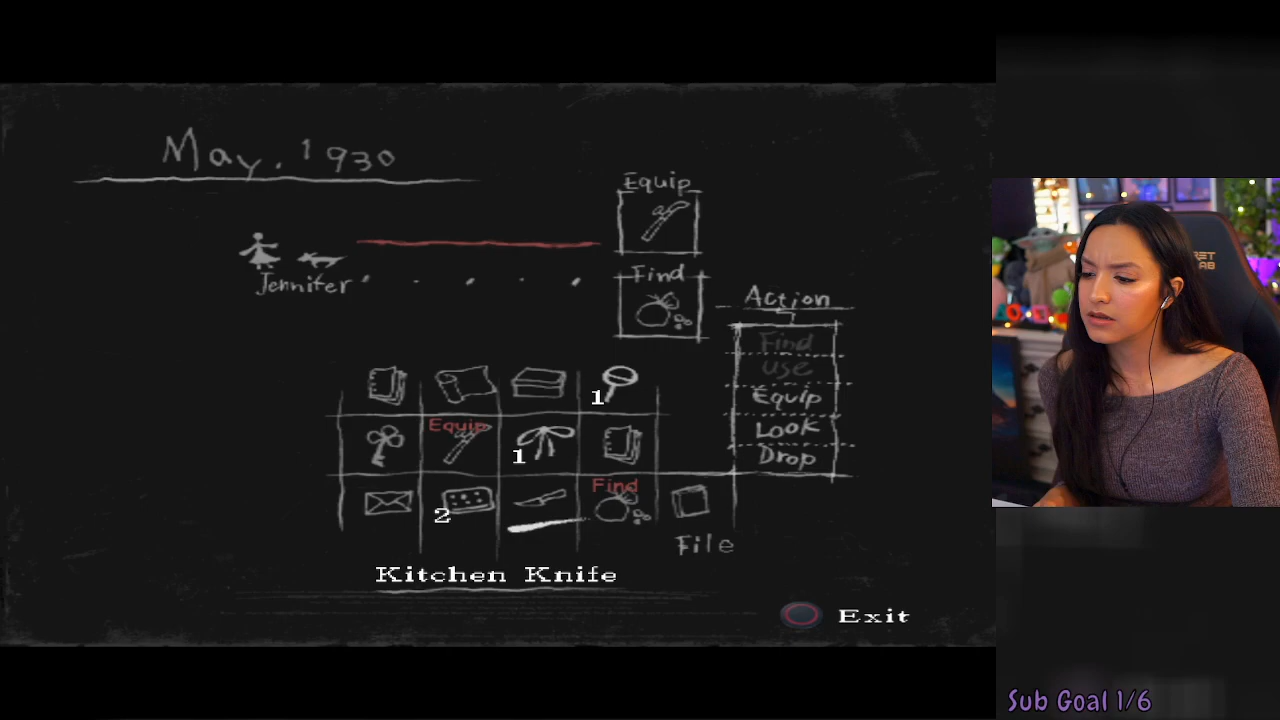 May. 1930
Equip
Jennifer
Find
Action
Find
use
Equip
Look
Drop
1
Equip
1
2
Find
File
Kitchen Knife
Exit
Sub Goal 1/6